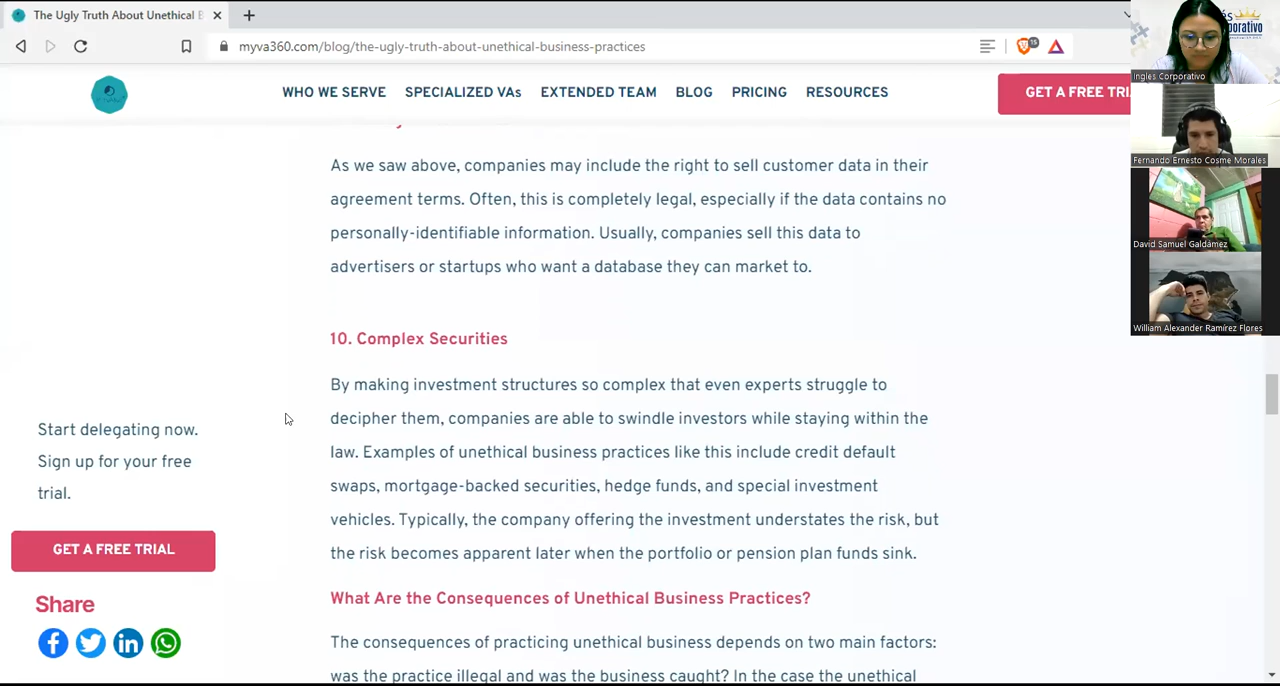 The Ugly Truth About Unethical B
myva360.com/blog/the-ugly-truth-about-unethical-business-practices
15
WHO WE SERVE SPECIALIZED VAs EXTENDED TEAM BLOG PRICING RESOURCES
GET A FREE TRI
As we saw above, companies may include the right to sell customer data in their
agreement terms. Often, this is completely legal, especially if the data contains no
personally-identifiable information. Usually, companies sell this data to
advertisers or startups who want a database they can market to.
10. Complex Securities
By making investment structures so complex that even experts struggle to
decipher them, companies are able to swindle investors while staying within the
law. Examples of unethical business practices like this include credit default
swaps, mortgage-backed securities, hedge funds, and special investment
vehicles. Typically, the company offering the investment understates the risk, but
the risk becomes apparent later when the portfolio or pension plan funds sink.
What Are the Consequences of Unethical Business Practices?
The consequences of practicing unethical business depends on two main factors:
was the practice illegal and was the business caught? In the case the unethical
Start delegating now.
Sign up for your free
trial.
GET A FREE TRIAL
Share
Ingles Corporativo
Fernando Ernesto Cosme Morales
David Samuel Galdámez
William Alexander Ramírez Flores